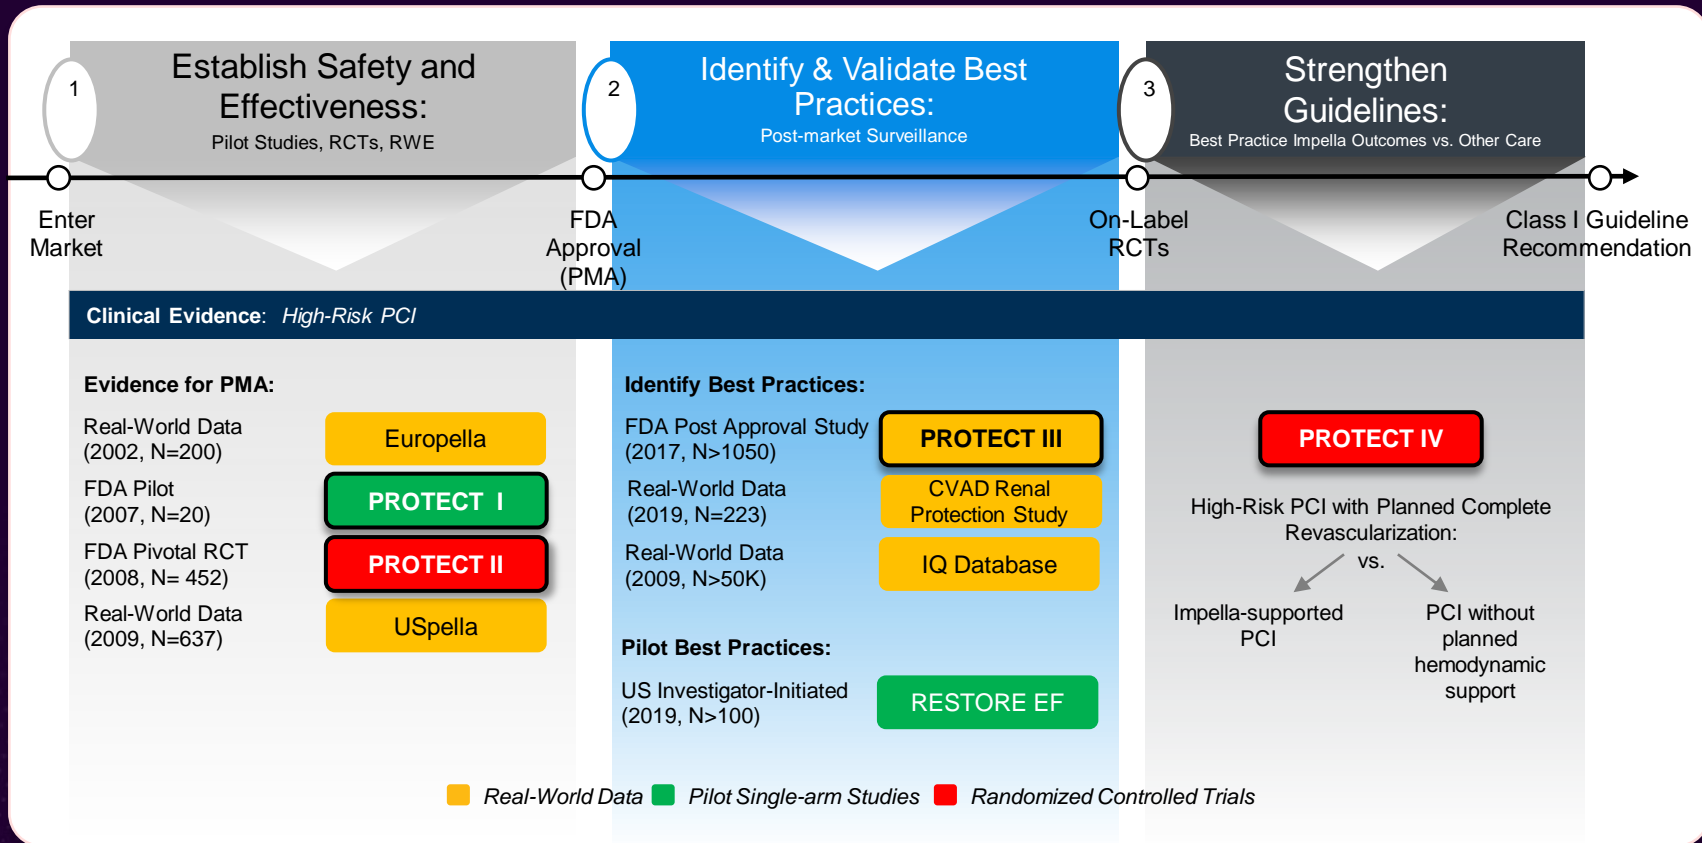 1
Establish Safety and
Effectiveness:
Pilot Studies, RCTs, RWE
2
Identify & Validate Best
Practices:
Post-market Surveillance
3
Strengthen
Guidelines:
Best Practice Impella Outcomes vs. Other Care
Enter
Market
FDA
Approval
(PMA)
On-Label
RCTs
Class I Guideline
Recommendation
Clinical Evidence: High-Risk PCI
Evidence for PMA:
Real-World Data
(2002, N=200)
Europella
FDA Pilot
(2007, N=20)
PROTECT I
FDA Pivotal RCT
(2008, N= 452)
PROTECT II
Real-World Data
(2009, N=637)
USpella
Identify Best Practices:
FDA Post Approval Study
(2017, N>1050)
PROTECT III
Real-World Data
(2019, N=223)
CVAD Renal
Protection Study
Real-World Data
(2009, N>50K)
IQ Database
Pilot Best Practices:
US Investigator-Initiated
(2019, N>100)
RESTORE EF
PROTECT IV
High-Risk PCI with Planned Complete
Revascularization:
vs.
Impella-supported
PCI
PCI without
planned
hemodynamic
support
Real-World Data
Pilot Single-arm Studies
Randomized Controlled Trials